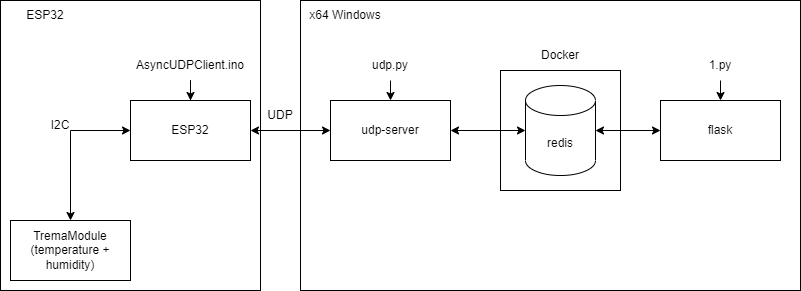 ESP32
x64 Windows
Docker
AsyncUDPClient.ino
udp.py
1.py
I2C
ESP32
UDP
udp-server
redis
flask
TremaModule
(temperature +
humidity)